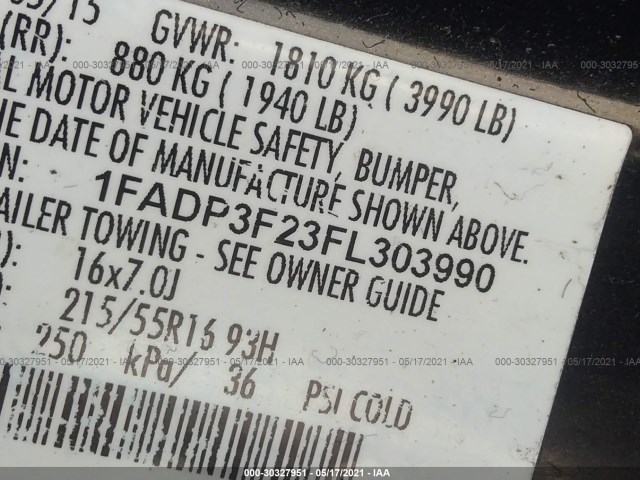 /15
GVWR: 1810 KG ( 3990 LB)
(RR): 880 KG ( 1940 LB)
MOTOR VEHICLE SAFETY, BUMPER,
DATE OF MANUFACTURE SHOWN ABOVE.
1FADP3F23FL303990
TOWING - SEE OWNER GUIDE
16x7.0J
215/55R16 93H
250 kPa/ 36 PSI COLD
000-30327951 - 05/17/2021 - IAA